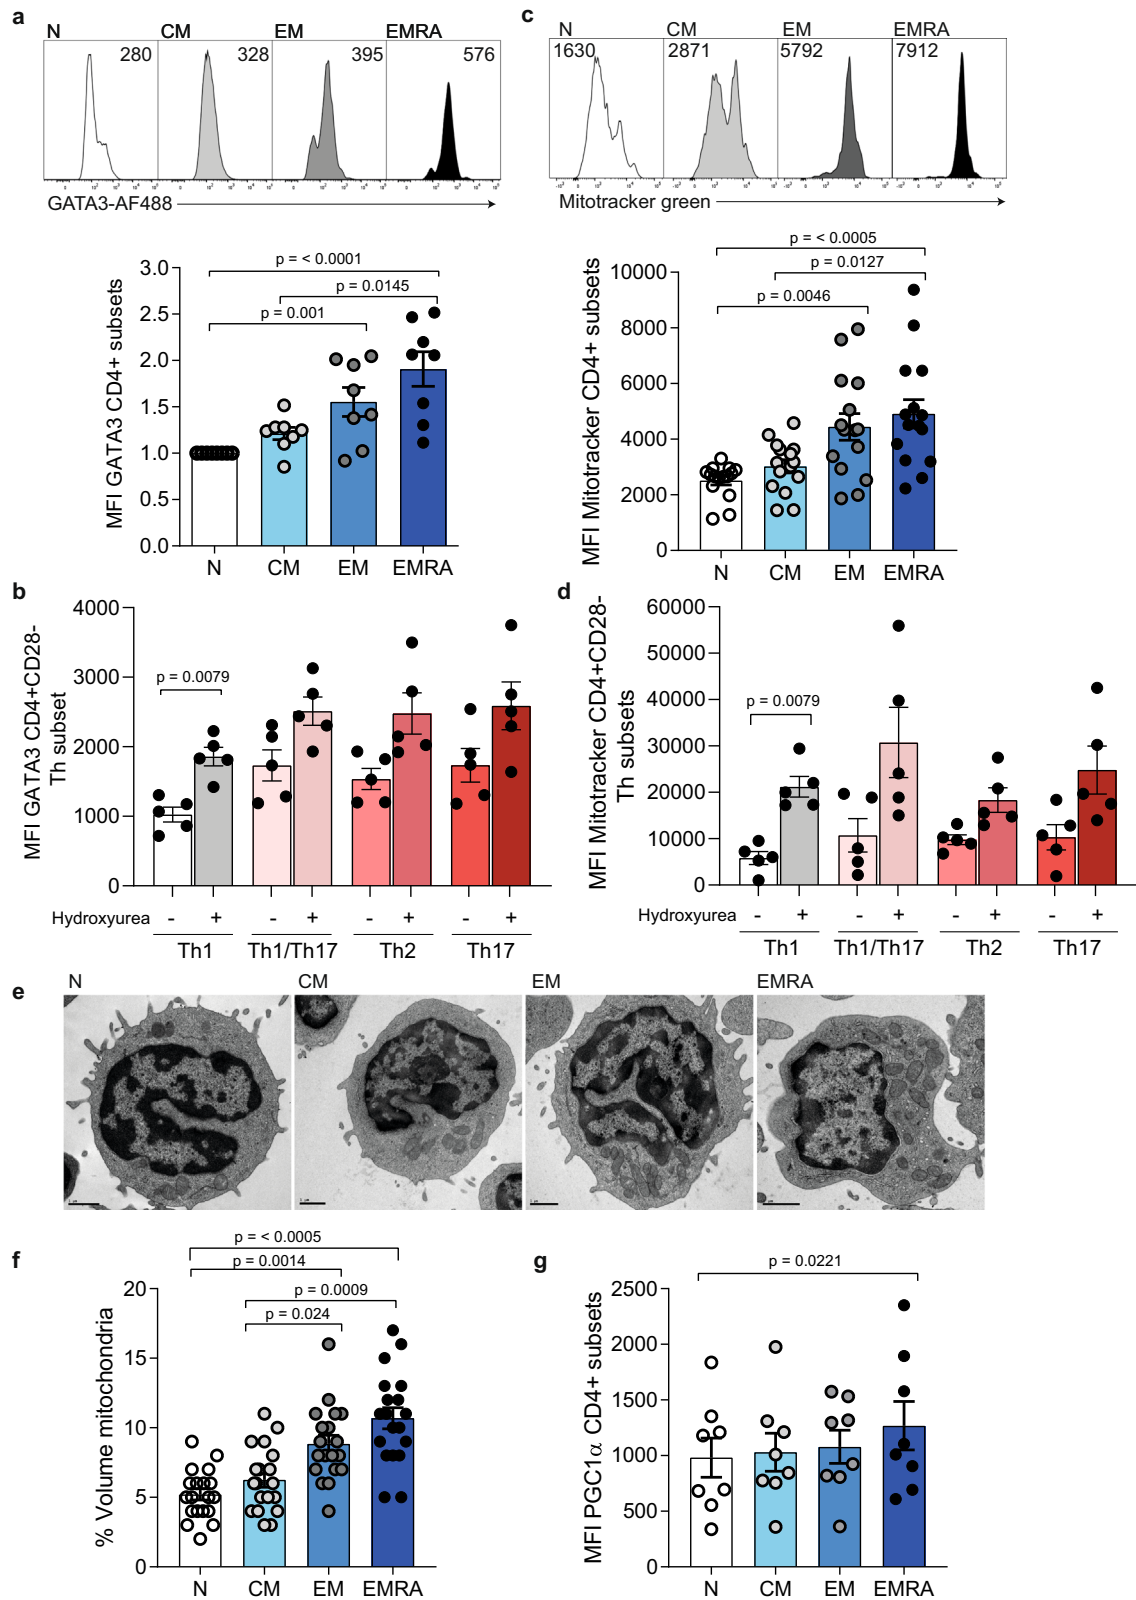 a
N CM EM EMRA
280 328 395 576
GATA3-AF488
MFI GATA3 CD4+ subsets
p = < 0.0001
p = 0.0145
p = 0.001
3.0
2.5
2.0
1.5
1.0
0.5
0.0
N CM EM EMRA
c
N CM EM EMRA
1630 2871 5792 7912
Mitotracker green
MFI Mitotracker CD4+ subsets
p = < 0.0005
p = 0.0127
p = 0.0046
10000
8000
6000
4000
2000
0
N CM EM EMRA
b
MFI GATA3 CD4+CD28-
Th subset
4000
3000
2000
1000
0
p = 0.0079
Hydroxyurea - + - + - + - +
Th1 Th1/Th17 Th2 Th17
d
MFI Mitotracker CD4+CD28-
Th subsets
60000
50000
40000
30000
20000
10000
0
p = 0.0079
Hydroxyurea - + - + - + - +
Th1 Th1/Th17 Th2 Th17
e
N CM EM EMRA
f
% Volume mitochondria
p = < 0.0005
p = 0.0014
p = 0.0009
p = 0.024
20
15
10
5
0
N CM EM EMRA
g
MFI PGC1α CD4+ subsets
p = 0.0221
2500
2000
1500
1000
500
0
N CM EM EMRA